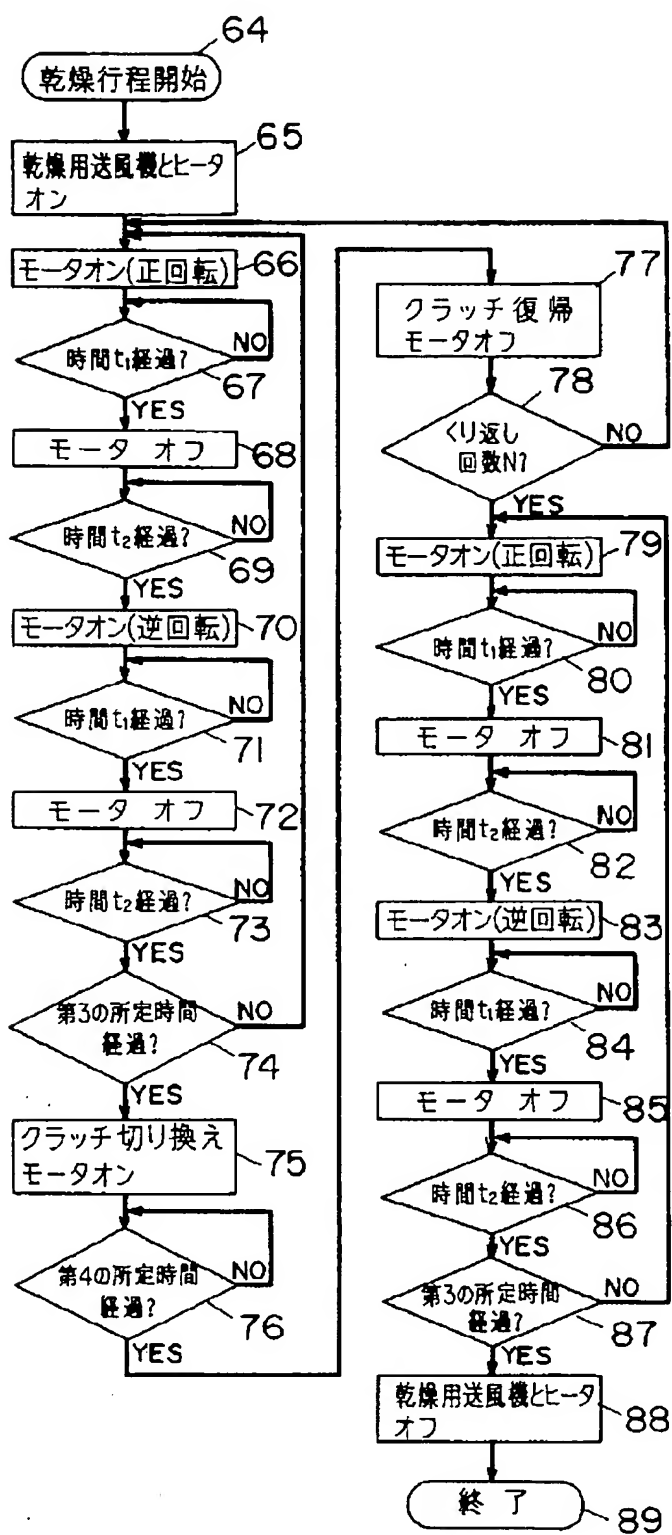 64
乾燥行程開始
65
乾燥用送風機とヒータ
オン
モータオン(正回転)
66
時間t₁経過?
NO
67
YES
モータ オフ
68
時間t₂経過?
NO
69
YES
モータオン(逆回転)
70
時間t₁経過?
NO
71
YES
モータ オフ
72
時間t₂経過?
NO
73
YES
第3の所定時間
経過?
NO
74
YES
クラッチ切り換え
モータオン
75
第4の所定時間
経過?
NO
76
YES
77
クラッチ復帰
モータオフ
78
くり返し
回数N?
NO
YES
79
モータオン(正回転)
時間t₁経過?
NO
80
YES
モータ オフ
81
時間t₂経過?
NO
82
YES
モータオン(逆回転)
83
時間t₁経過?
NO
84
YES
モータ オフ
85
時間t₂経過?
NO
86
YES
第3の所定時間
経過?
NO
87
YES
乾燥用送風機とヒータ
オフ
88
終了
89